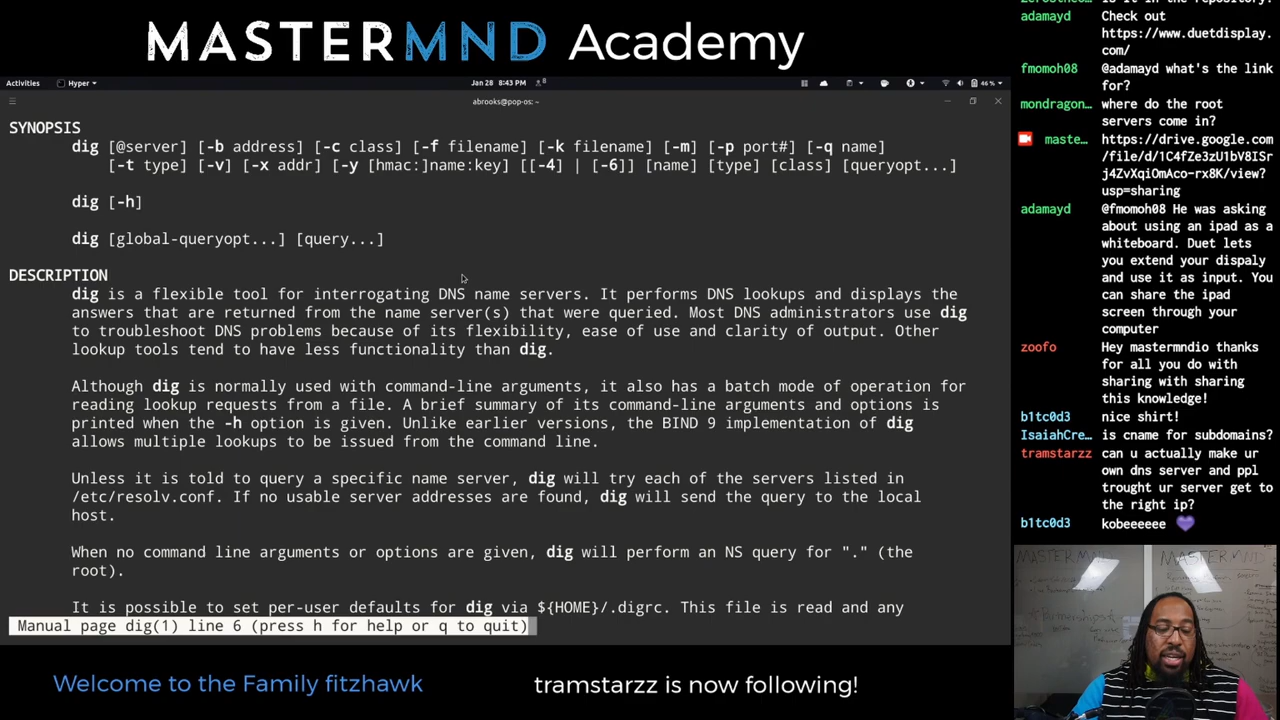 MASTERMND Academy
Activities
Hyper
Jan 28 8:43 PM
8
46 %
abrooks@pop-os: ~
SYNOPSIS
dig [@server] [-b address] [-c class] [-f filename] [-k filename] [-m] [-p port#] [-q name]
[-t type] [-v] [-x addr] [-y [hmac:]name:key] [[-4] | [-6]] [name] [type] [class] [queryopt...]
dig [-h]
dig [global-queryopt...] [query...]
DESCRIPTION
dig is a flexible tool for interrogating DNS name servers. It performs DNS lookups and displays the
answers that are returned from the name server(s) that were queried. Most DNS administrators use dig
to troubleshoot DNS problems because of its flexibility, ease of use and clarity of output. Other
lookup tools tend to have less functionality than dig.
Although dig is normally used with command-line arguments, it also has a batch mode of operation for
reading lookup requests from a file. A brief summary of its command-line arguments and options is
printed when the -h option is given. Unlike earlier versions, the BIND 9 implementation of dig
allows multiple lookups to be issued from the command line.
Unless it is told to query a specific name server, dig will try each of the servers listed in
/etc/resolv.conf. If no usable server addresses are found, dig will send the query to the local
host.
When no command line arguments or options are given, dig will perform an NS query for "." (the
root).
It is possible to set per-user defaults for dig via ${HOME}/.digrc. This file is read and any
Manual page dig(1) line 6 (press h for help or q to quit)
adamayd Check out
https://www.duetdisplay.
com/
fmomoh08 @adamayd what's the link
for?
mondragon... where do the root
servers come in?
maste... https://drive.google.com
/file/d/1C4fZe3zU1bV8ISr
j4ZvXqiOmAco-rx8K/view?
usp=sharing
adamayd @fmomoh08 He was asking
about using an ipad as a
whiteboard. Duet lets
you extend your dispaly
and use it as input. You
can share the ipad
screen through your
computer
zoofo Hey mastermndio thanks
for all you do with
sharing with sharing
this knowledge!
b1tc0d3 nice shirt!
IsaiahCre... is cname for subdomains?
tramstarzz can u actually make ur
own dns server and ppl
trought ur server get to
the right ip?
b1tc0d3 kobeeeeee
Welcome to the Family fitzhawk
tramstarzz is now following!